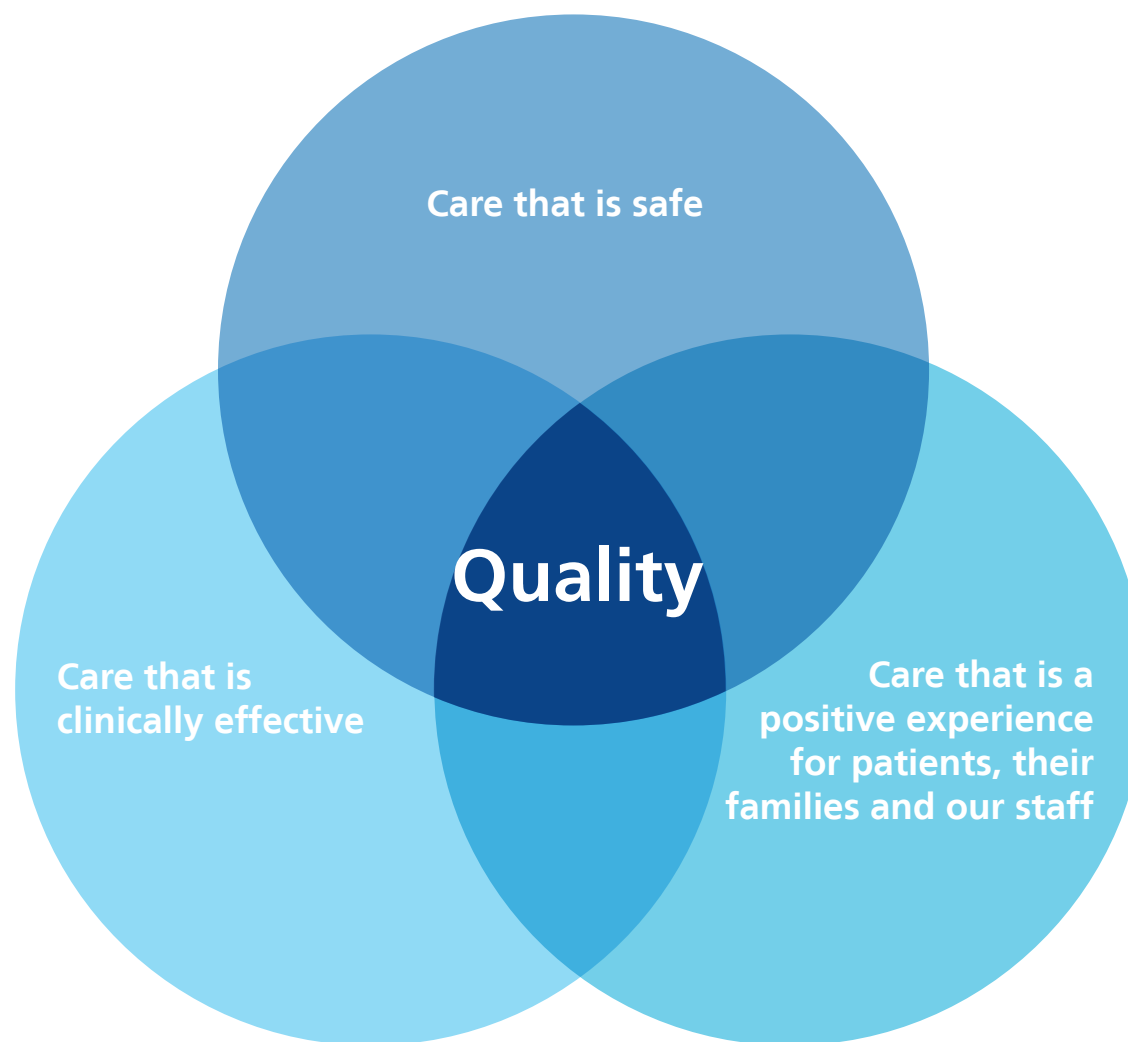 Care that is safe
Quality
Care that is
clinically effective
Care that is a
positive experience
for patients, their
families and our staff